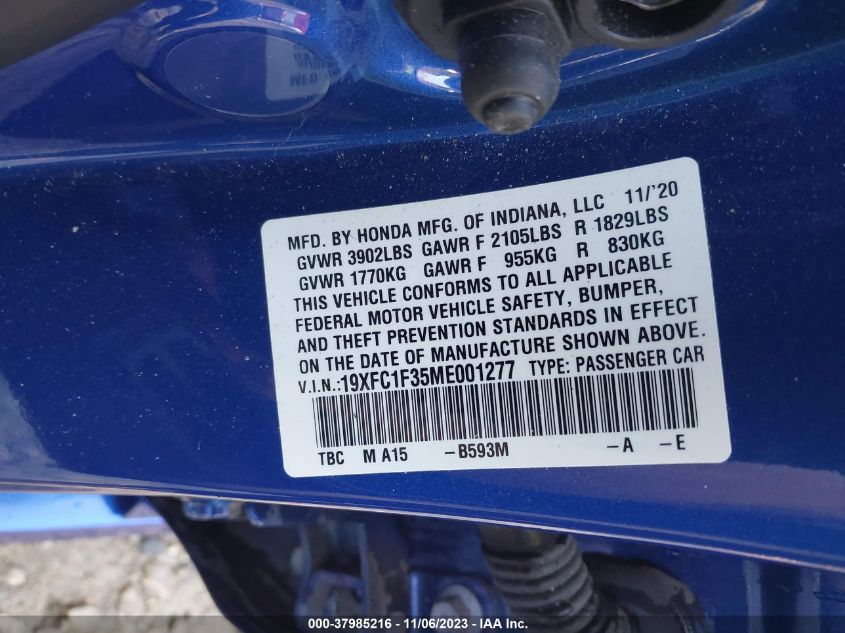 MFD. BY HONDA MFG. OF INDIANA, LLC 11/'20
GVWR 3902LBS GAWR F 2105LBS R 1829LBS
GVWR 1770KG GAWR F 955KG R 830KG
THIS VEHICLE CONFORMS TO ALL APPLICABLE
FEDERAL MOTOR VEHICLE SAFETY, BUMPER,
AND THEFT PREVENTION STANDARDS IN EFFECT
ON THE DATE OF MANUFACTURE SHOWN ABOVE.
V.I.N.:19XFC1F35ME001277 TYPE: PASSENGER CAR
TBC M A15 -B593M -A -E
000-37985216 - 11/06/2023 - 11:11 AM - IAA Inc.